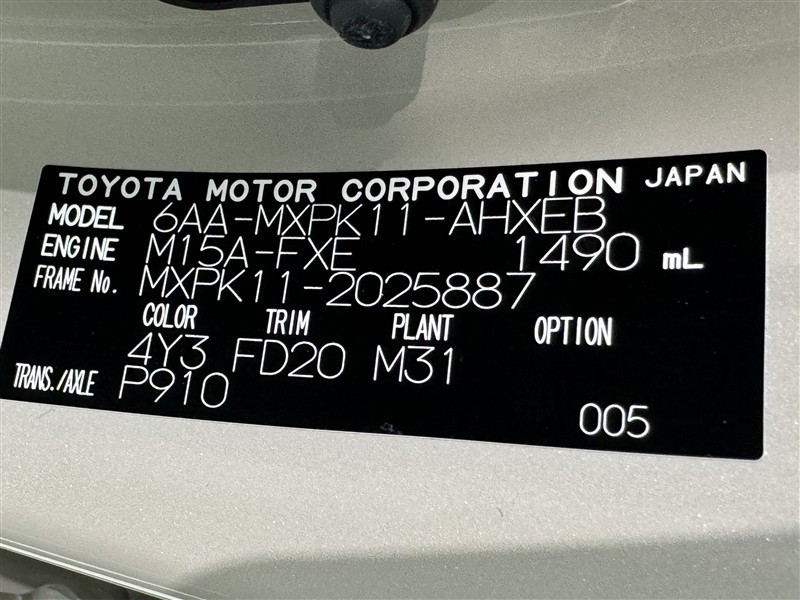 TOYOTA MOTOR CORPORATION JAPAN
MODEL 6AA-MXPK11-AHXEB
ENGINE M15A-FXE 1490 mL
FRAME No. MXPK11-2025887
COLOR TRIM PLANT OPTION
4Y3 FD20 M31
TRANS./AXLE P910
005